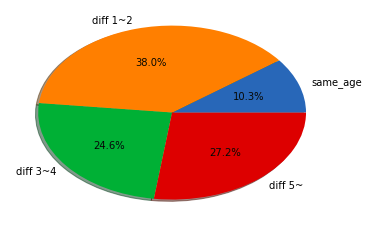 diff 1~2
38.0%
same_age
10.3%
24.6%
27.2%
diff 3~4
diff 5~